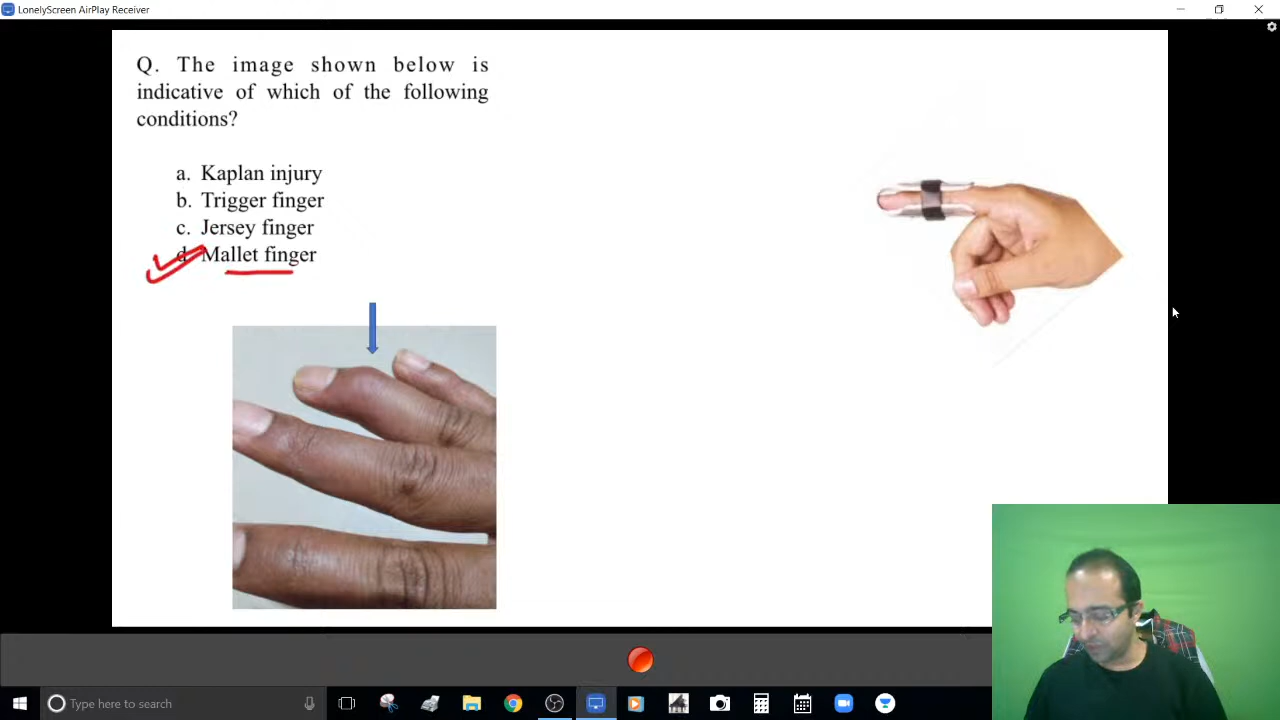 LonelyScreen AirPlay Receiver
Q. The image shown below is
indicative of which of the following
conditions?
a. Kaplan injury
b. Trigger finger
c. Jersey finger
d. Mallet finger
Type here to search